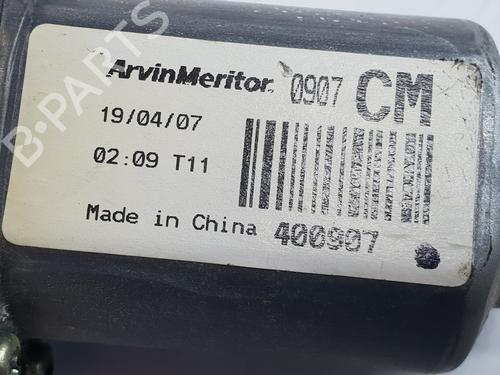 ArvinMeritor. 0907 CM
19/04/07
02:09 T11
Made in China 400907
B-PARTS